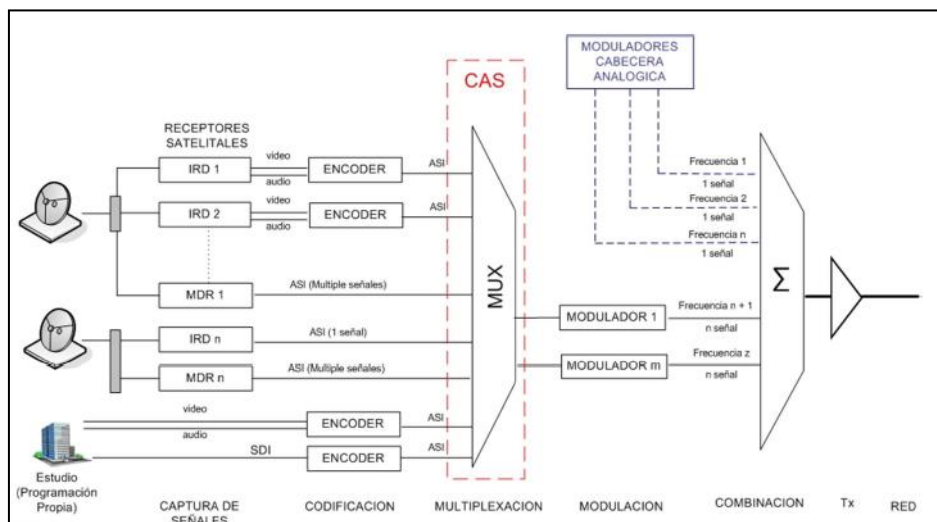 MODULADORES
CABECERA
ANALOGICA
CAS
RECEPTORES
SATELITALES
IRD 1
video
audio
ENCODER
ASI
Frecuencia 1
1 señal
IRD 2
video
audio
ENCODER
ASI
Frecuencia 2
1 señal
Frecuencia n
1 señal
MUX
Σ
MDR 1
ASI (Multiple señales)
MODULADOR 1
Frecuencia n + 1
n señal
IRD n
ASI (1 señal)
MODULADOR m
Frecuencia z
n señal
MDR n
ASI (Multiple señales)
video
audio
ENCODER
ASI
SDI
ENCODER
ASI
Estudio
(Programación
Propia)
CAPTURA DE
SEÑALES
CODIFICACION
MULTIPLEXACION
MODULACION
COMBINACION
Tx
RED